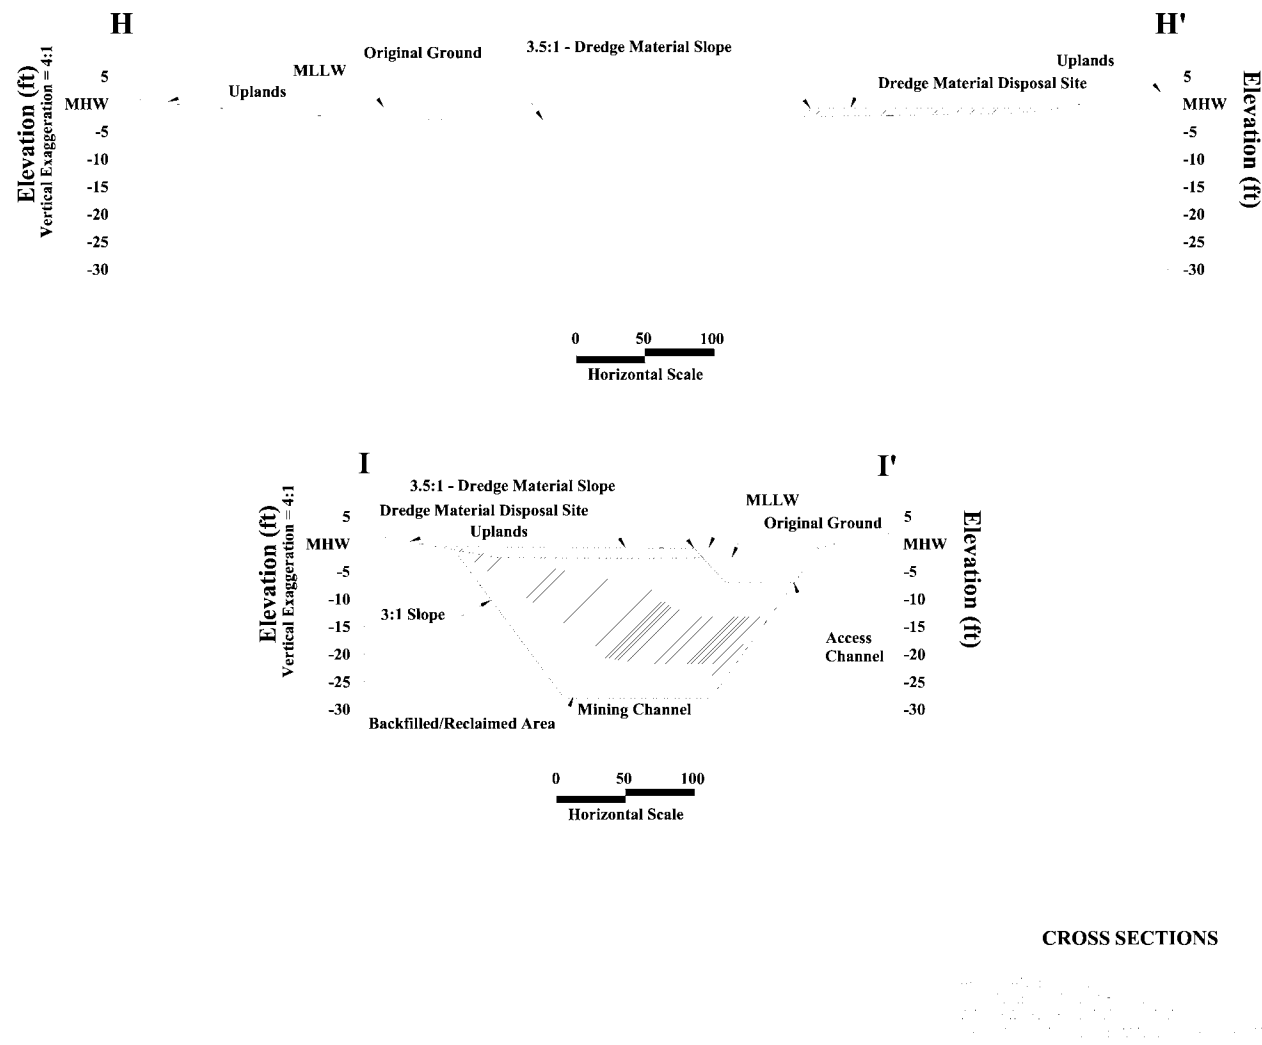 H
H'
3.5:1 - Dredge Material Slope
Original Ground
Uplands
MLLW
Dredge Material Disposal Site
Uplands
Elevation (ft)
Vertical Exaggeration = 4:1
5
MHW
-5
-10
-15
-20
-25
-30
5
MHW
-5
-10
-15
-20
-25
-30
Elevation (ft)
0 50 100
Horizontal Scale
I
I'
3.5:1 - Dredge Material Slope
MLLW
Dredge Material Disposal Site
Original Ground
Uplands
Elevation (ft)
Vertical Exaggeration = 4:1
5
MHW
-5
-10
-15
-20
-25
-30
3:1 Slope
Access
Channel
5
MHW
-5
-10
-15
-20
-25
-30
Elevation (ft)
Mining Channel
Backfilled/Reclaimed Area
0 50 100
Horizontal Scale
CROSS SECTIONS